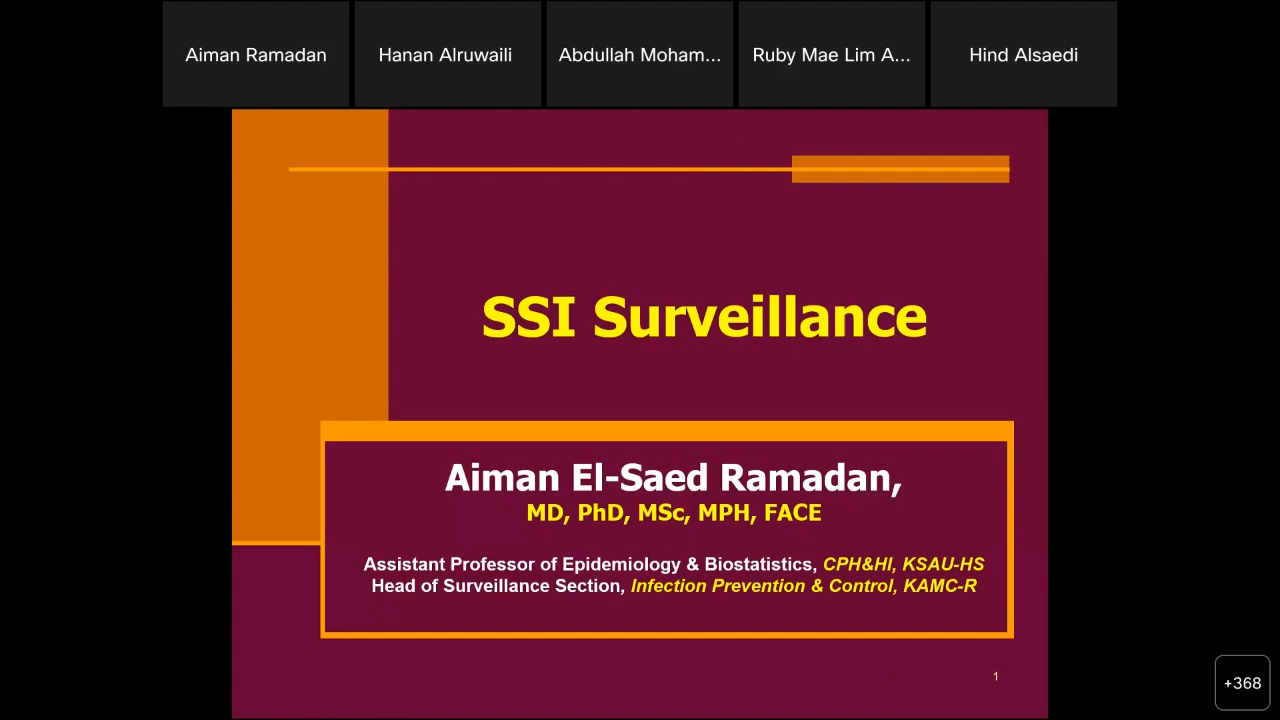 Aiman Ramadan
Hanan Alruwaili
Abdullah Moham...
Ruby Mae Lim A...
Hind Alsaedi
SSI Surveillance
Aiman El-Saed Ramadan,
MD, PhD, MSc, MPH, FACE
Assistant Professor of Epidemiology & Biostatistics, CPH&HI, KSAU-HS
Head of Surveillance Section, Infection Prevention & Control, KAMC-R
1
+368